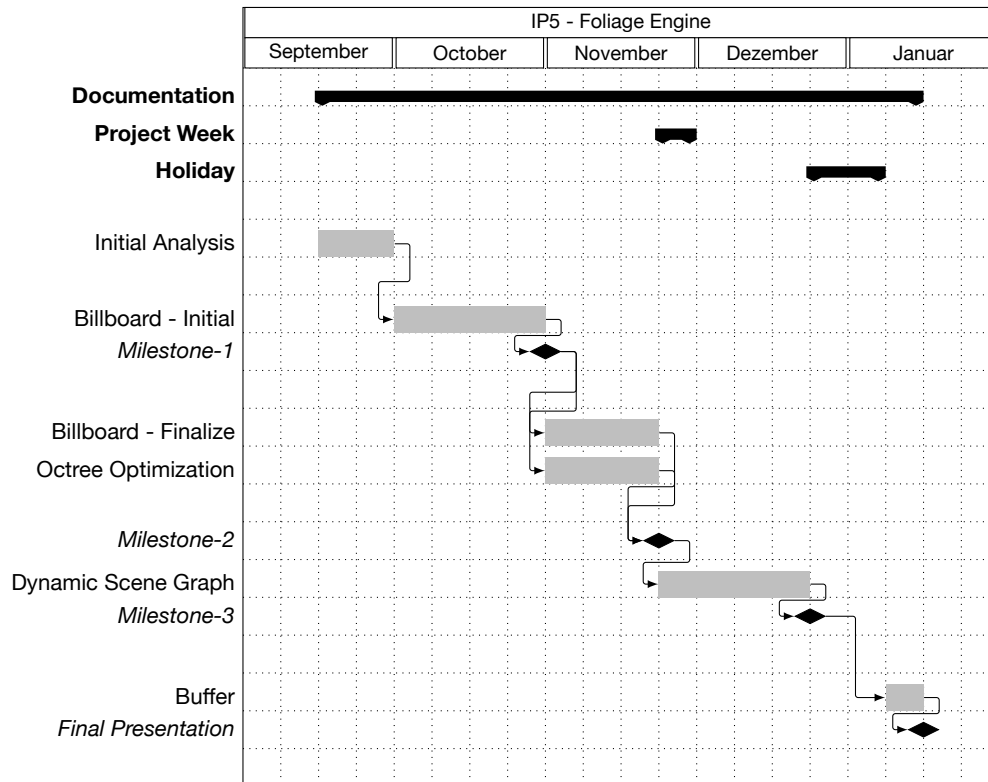 IP5 - Foliage Engine
September October November Dezember Januar
Documentation
Project Week
Holiday
Initial Analysis
Billboard - Initial
Milestone-1
Billboard - Finalize
Octree Optimization
Milestone-2
Dynamic Scene Graph
Milestone-3
Buffer
Final Presentation